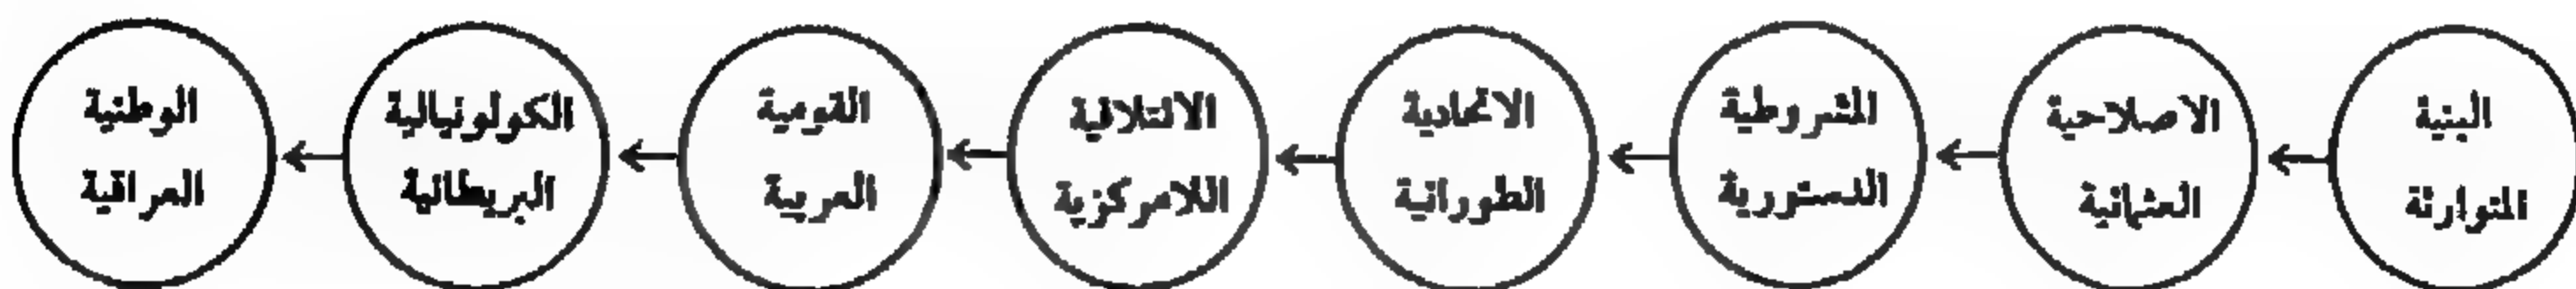 البنية
المتوارثة
الاصلاحية
العثمانية
المشروطية
الدستورية
الاتحادية
الطورانية
الائتلافية
اللامركزية
القومية
العربية
الكولونيالية
البريطانية
الوطنية
العراقية